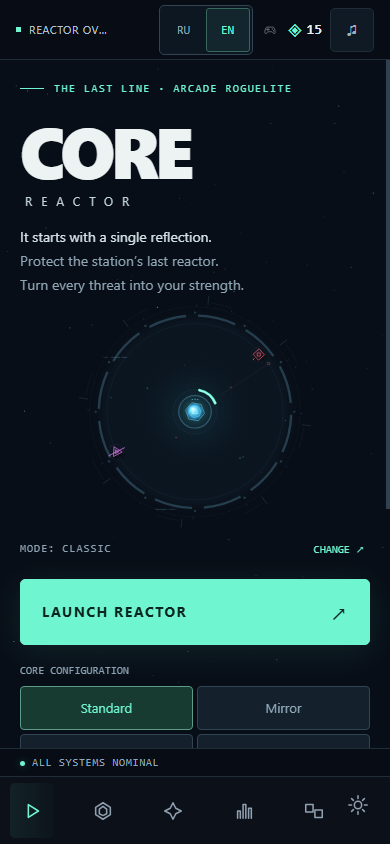 REACTOR OV…
RU
EN
15
THE LAST LINE · ARCADE ROGUELITE
CORE
REACTOR
It starts with a single reflection.
Protect the station's last reactor.
Turn every threat into your strength.
MODE: CLASSIC
CHANGE ↗
LAUNCH REACTOR ↗
CORE CONFIGURATION
Standard
Mirror
ALL SYSTEMS NOMINAL